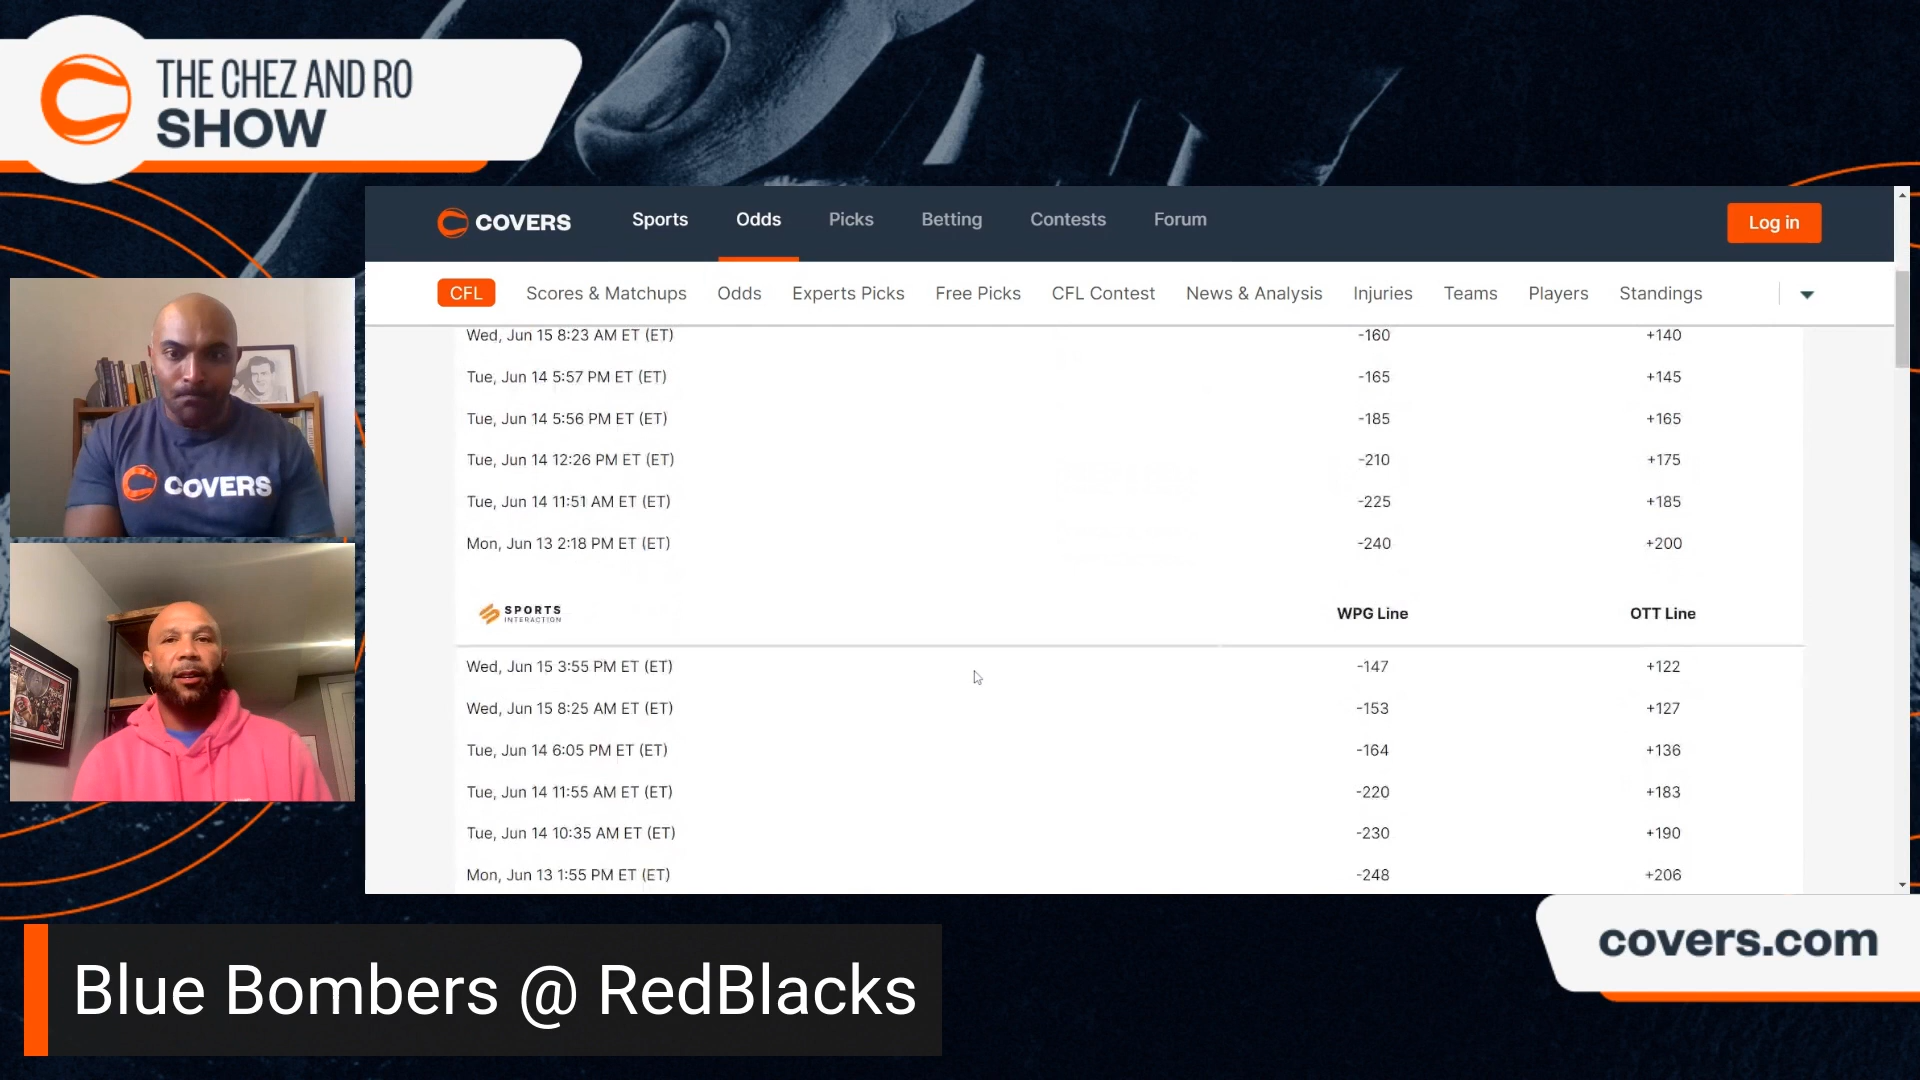 THE CHEZ AND RO
SHOW
COVERS
Sports
Odds
Picks
Betting
Contests
Forum
Log in
CFL
Scores & Matchups
Odds
Experts Picks
Free Picks
CFL Contest
News & Analysis
Injuries
Teams
Players
Standings
Wed, Jun 15 8:23 AM ET (ET) -160 +140
Tue, Jun 14 5:57 PM ET (ET) -165 +145
Tue, Jun 14 5:56 PM ET (ET) -185 +165
Tue, Jun 14 12:26 PM ET (ET) -210 +175
Tue, Jun 14 11:51 AM ET (ET) -225 +185
Mon, Jun 13 2:18 PM ET (ET) -240 +200
SPORTS
INTERACTION
WPG Line OTT Line
Wed, Jun 15 3:55 PM ET (ET) -147 +122
Wed, Jun 15 8:25 AM ET (ET) -153 +127
Tue, Jun 14 6:05 PM ET (ET) -164 +136
Tue, Jun 14 11:55 AM ET (ET) -220 +183
Tue, Jun 14 10:35 AM ET (ET) -230 +190
Mon, Jun 13 1:55 PM ET (ET) -248 +206
COVERS
Blue Bombers @ RedBlacks
covers.com